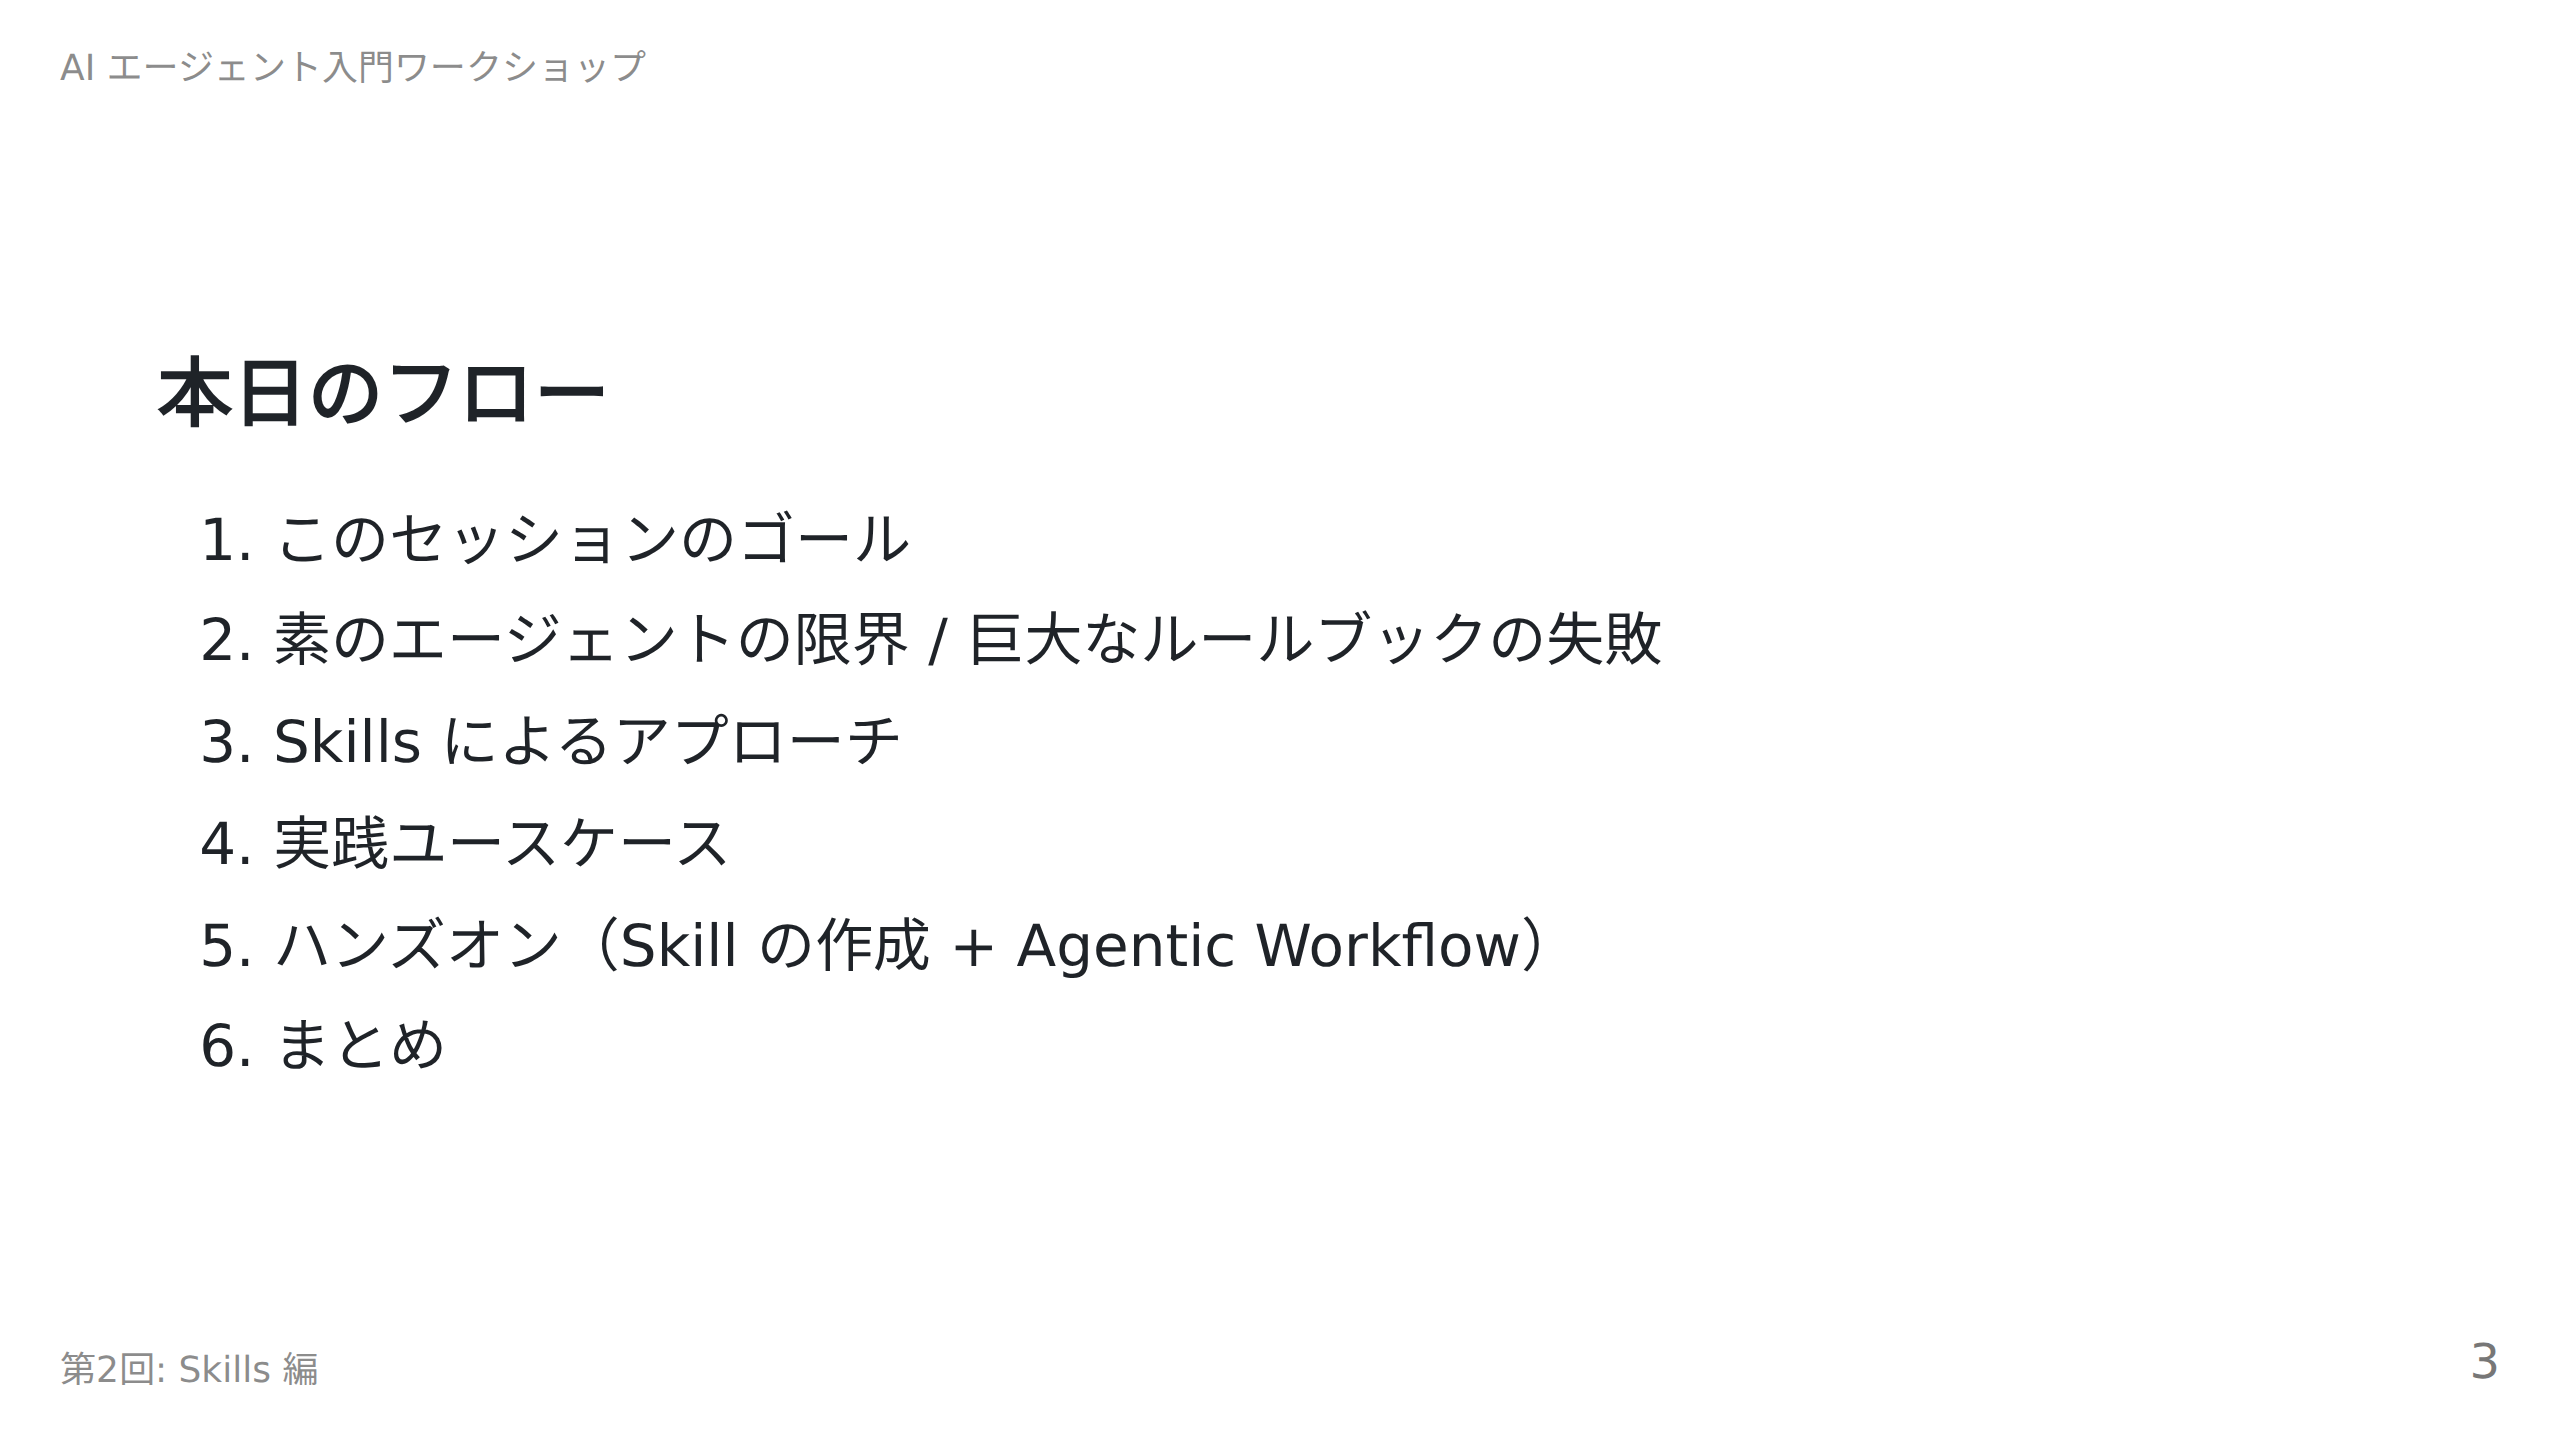 AI エージェント入門ワークショップ
本日のフロー
1. このセッションのゴール
2. 素のエージェントの限界 / 巨大なルールブックの失敗
3. Skills によるアプローチ
4. 実践ユースケース
5. ハンズオン（Skill の作成 + Agentic Workflow）
6. まとめ
第2回: Skills 編
3